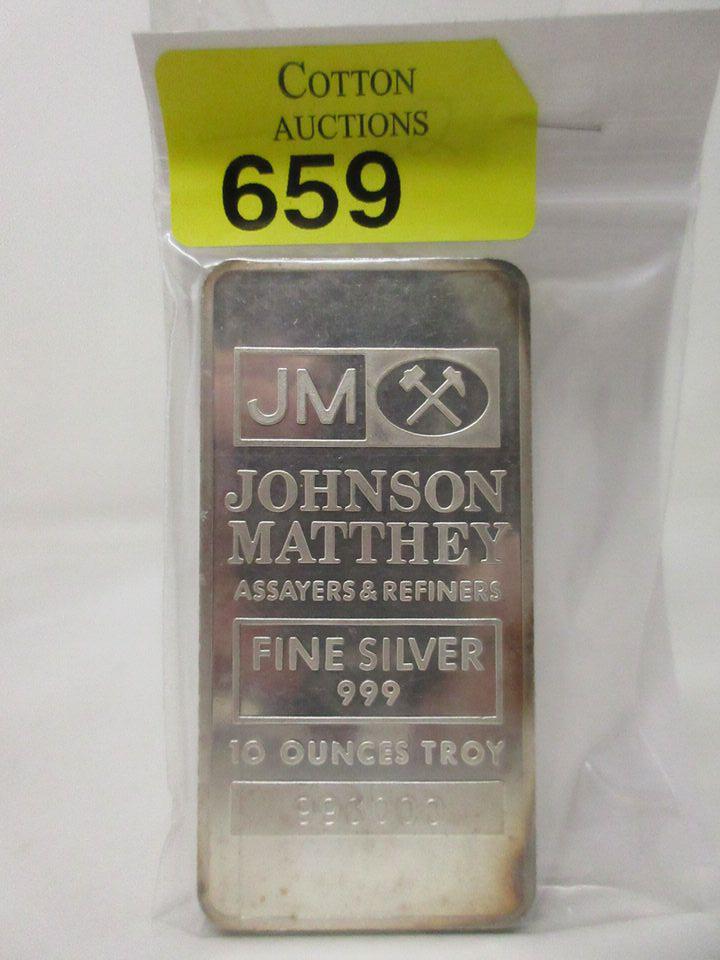 COTTON
AUCTIONS
659
JM
JOHNSON
MATTHEY
ASSAYERS & REFINERS
FINE SILVER
999
10 OUNCES TROY